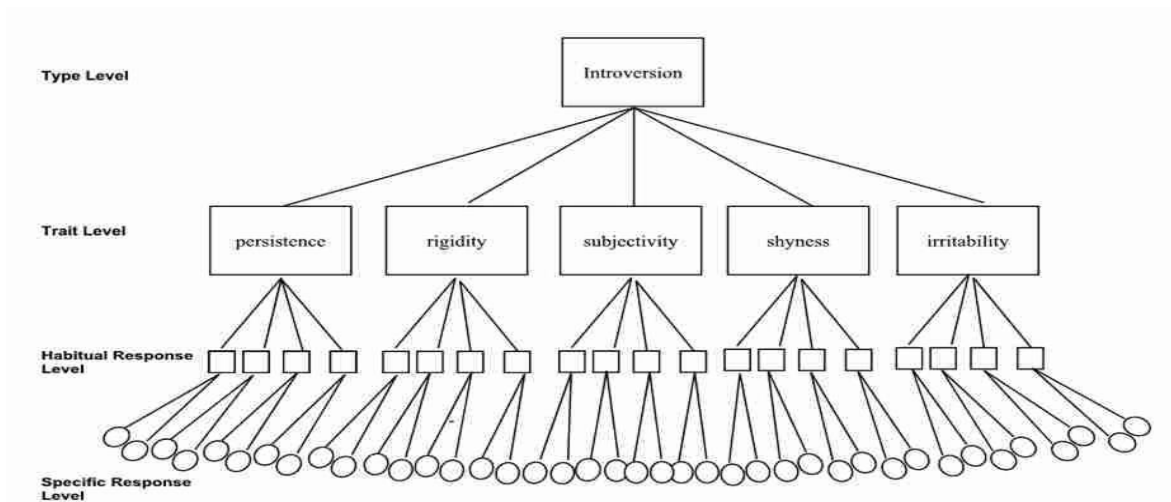 Type Level
Introversion
Trait Level
persistence
rigidity
subjectivity
shyness
irritability
Habitual Response
Level
Specific Response
Level